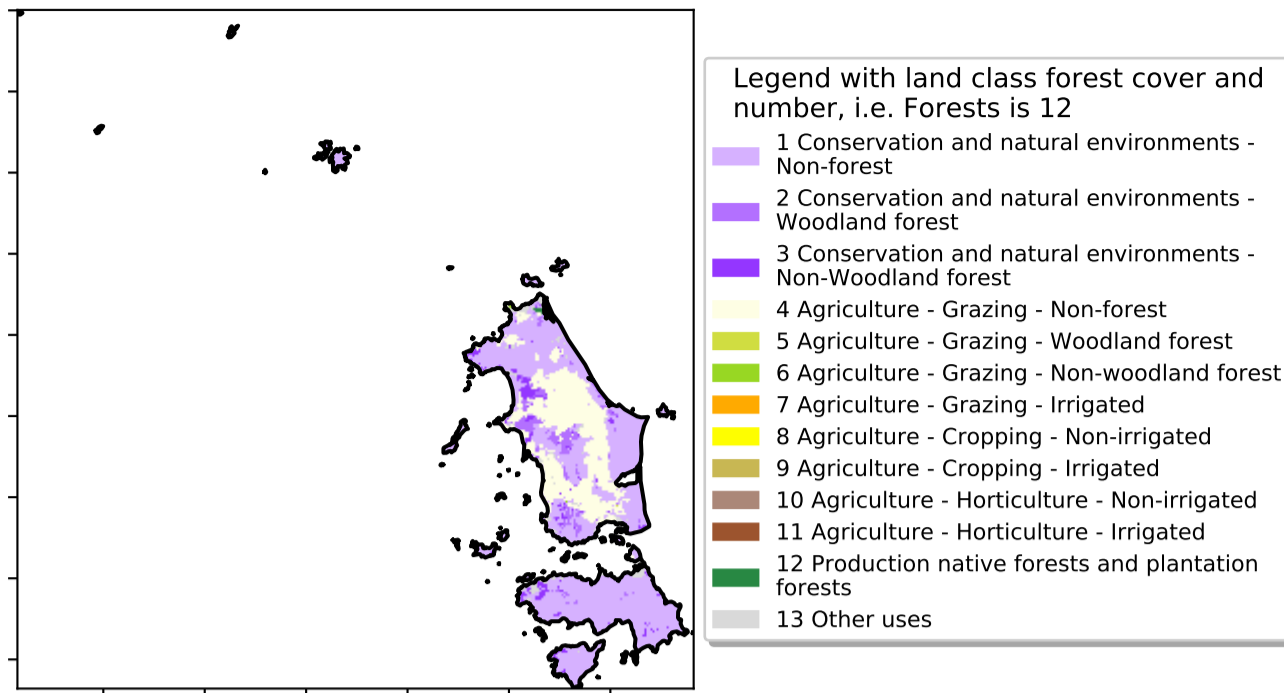 Legend with land class forest cover and
number, i.e. Forests is 12
1 Conservation and natural environments -
Non-forest
2 Conservation and natural environments -
Woodland forest
3 Conservation and natural environments -
Non-Woodland forest
4 Agriculture - Grazing - Non-forest
5 Agriculture - Grazing - Woodland forest
6 Agriculture - Grazing - Non-woodland forest
7 Agriculture - Grazing - Irrigated
8 Agriculture - Cropping - Non-irrigated
9 Agriculture - Cropping - Irrigated
10 Agriculture - Horticulture - Non-irrigated
11 Agriculture - Horticulture - Irrigated
12 Production native forests and plantation
forests
13 Other uses